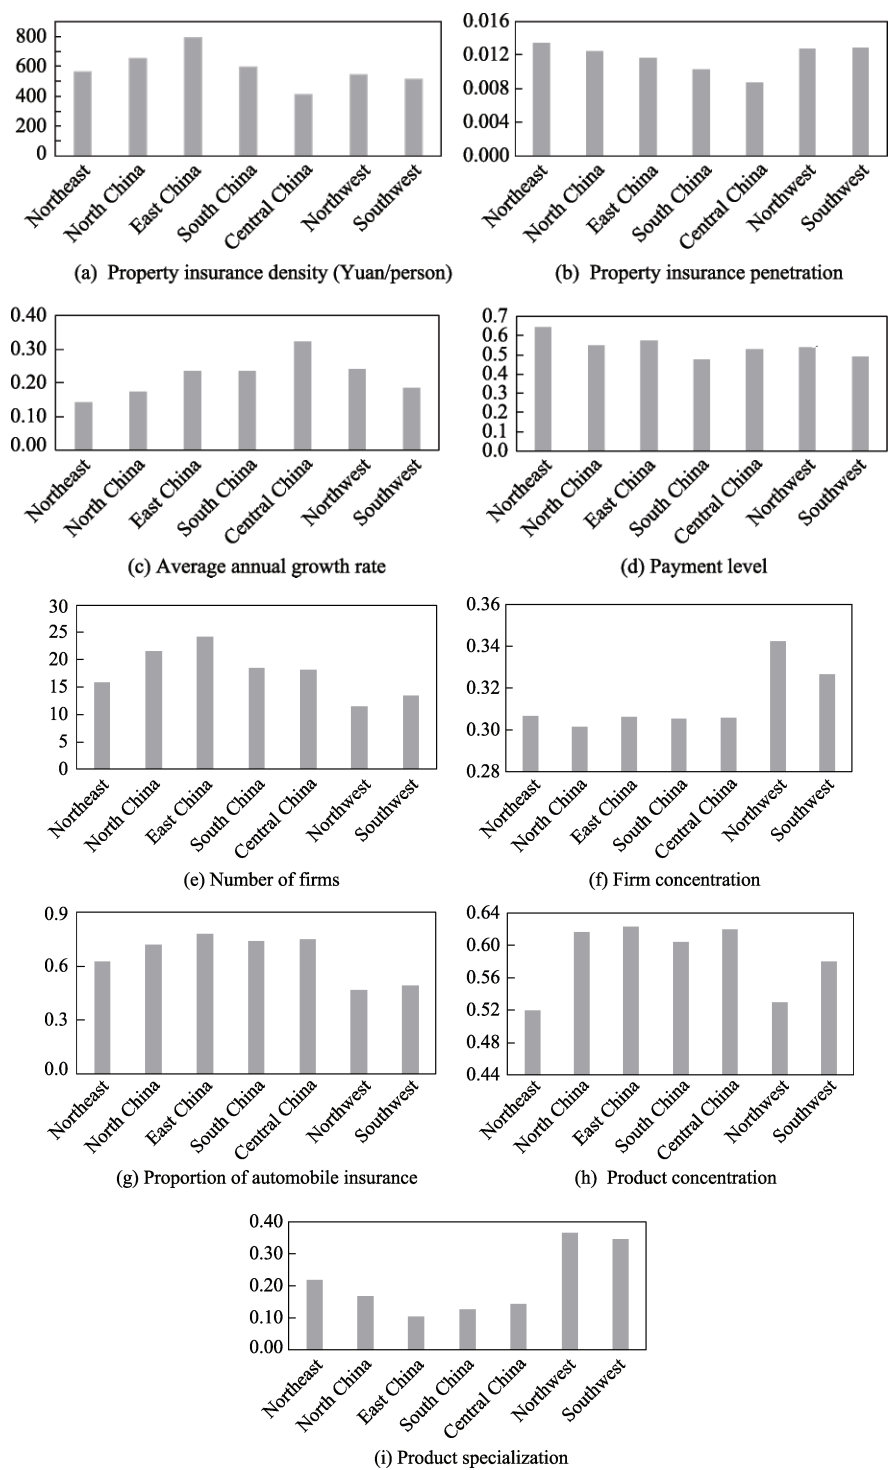 800
600
400
200
0
Northeast
North China
East China
South China
Central China
Northwest
Southwest
(a) Property insurance density (Yuan/person)
0.016
0.012
0.008
0.004
0.000
Northeast
North China
East China
South China
Central China
Northwest
Southwest
(b) Property insurance penetration
0.40
0.30
0.20
0.10
0.00
Northeast
North China
East China
South China
Central China
Northwest
Southwest
(c) Average annual growth rate
0.7
0.6
0.5
0.4
0.3
0.2
0.1
0.0
Northeast
North China
East China
South China
Central China
Northwest
Southwest
(d) Payment level
30
25
20
15
10
5
0
Northeast
North China
East China
South China
Central China
Northwest
Southwest
(e) Number of firms
0.36
0.34
0.32
0.30
0.28
Northeast
North China
East China
South China
Central China
Northwest
Southwest
(f) Firm concentration
0.9
0.6
0.3
0.0
Northeast
North China
East China
South China
Central China
Northwest
Southwest
(g) Proportion of automobile insurance
0.64
0.60
0.56
0.52
0.48
0.44
Northeast
North China
East China
South China
Central China
Northwest
Southwest
(h) Product concentration
0.40
0.30
0.20
0.10
0.00
Northeast
North China
East China
South China
Central China
Northwest
Southwest
(i) Product specialization